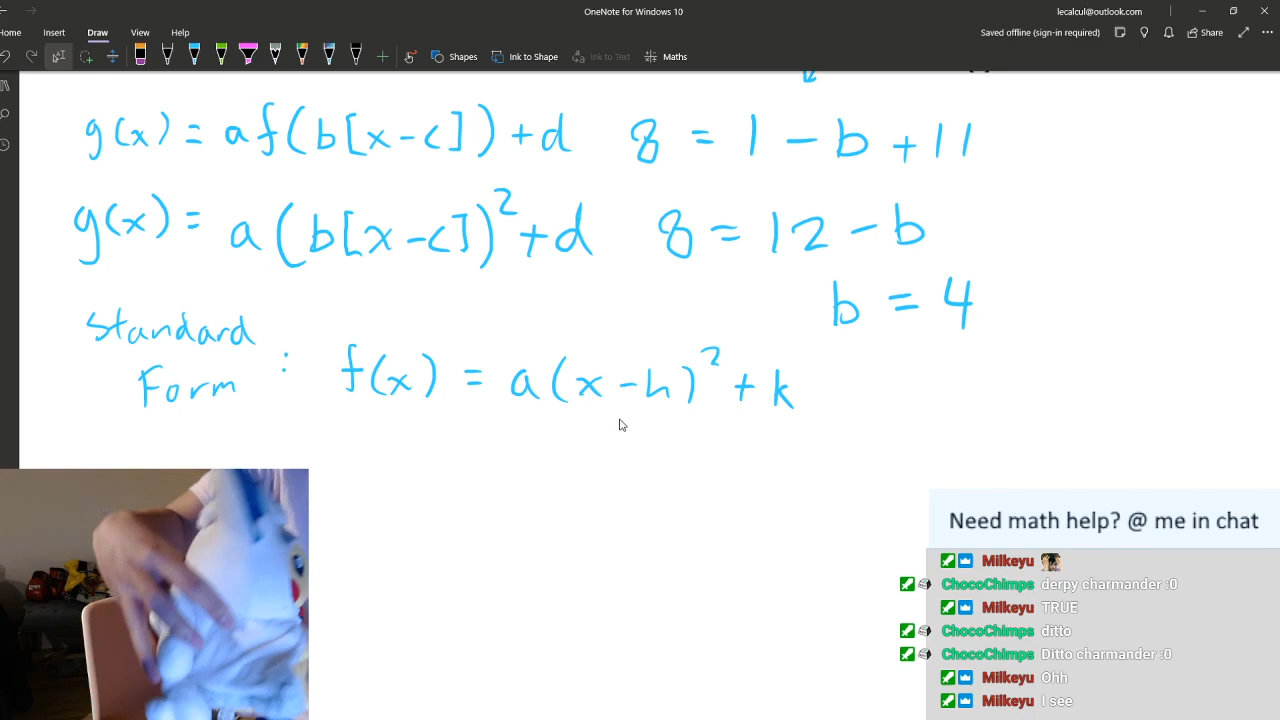 OneNote for Windows 10
lecalcul@outlook.com
Home Insert Draw View Help
Saved offline (sign-in required) Share
Shapes Ink to Shape Ink to Text Maths
g(x) = af(b[x-c])+d
8 = 1 - b + 11
g(x) = a(b[x-c])²+d
8 = 12 - b
b = 4
Standard
Form : f(x) = a(x-h)²+k
Need math help? @ me in chat
Milkeyu
ChocoChimps derpy charmander :0
Milkeyu TRUE
ChocoChimps ditto
ChocoChimps Ditto charmander :0
Milkeyu Ohh
Milkeyu I see